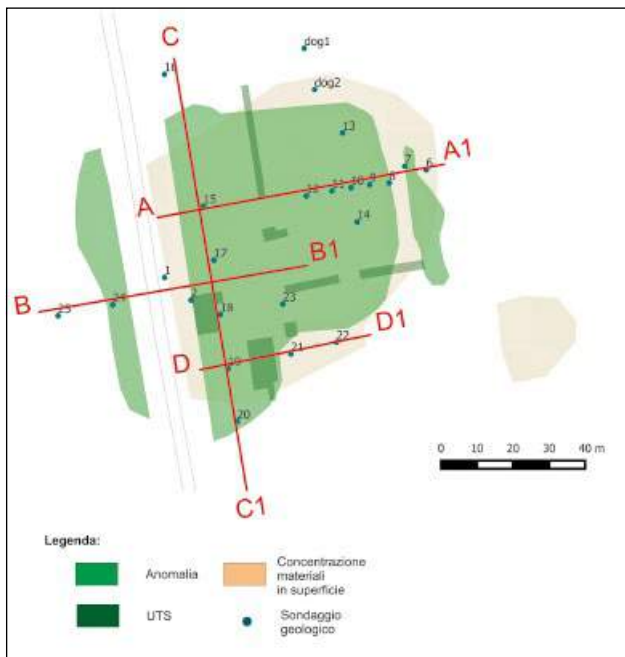 C
dog1
16
dog2
13
A1
7
6
8
9
10
11
12
15
A
14
17
B1
1
B
2
24
25
18
23
D1
22
21
D
19
20
C1
0 10 20 30 40 m
Legenda:
Anomalia
Concentrazione
materiali
in superficie
UTS
Sondaggio
geologico